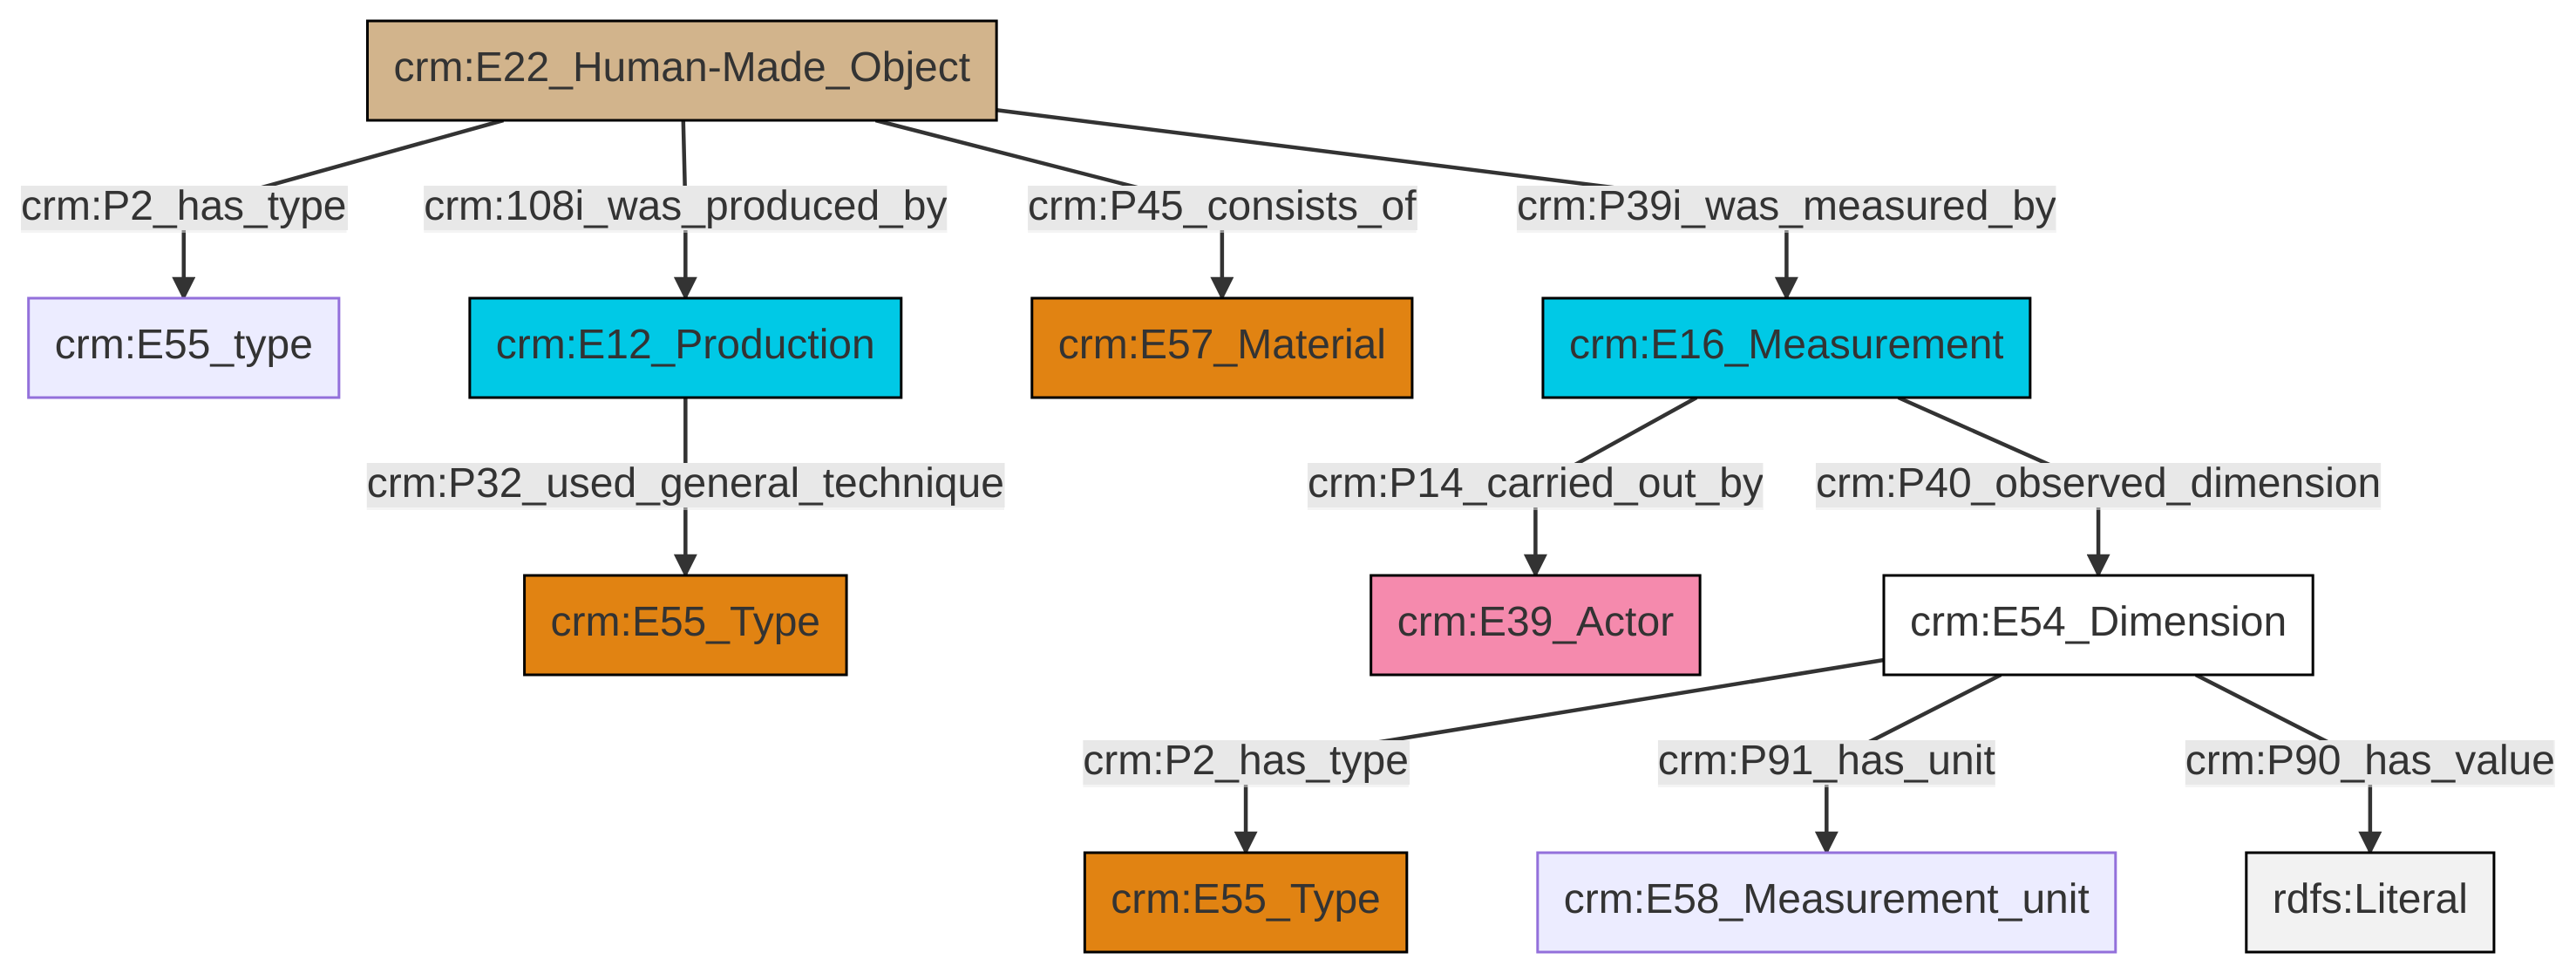 crm:E22_Human-Made_Object
crm:P2_has_type
crm:108i_was_produced_by
crm:P45_consists_of
crm:P39i_was_measured_by
crm:E55_type
crm:E12_Production
crm:E57_Material
crm:E16_Measurement
crm:P32_used_general_technique
crm:P14_carried_out_by
crm:P40_observed_dimension
crm:E55_Type
crm:E39_Actor
crm:E54_Dimension
crm:P2_has_type
crm:P91_has_unit
crm:P90_has_value
crm:E55_Type
crm:E58_Measurement_unit
rdfs:Literal